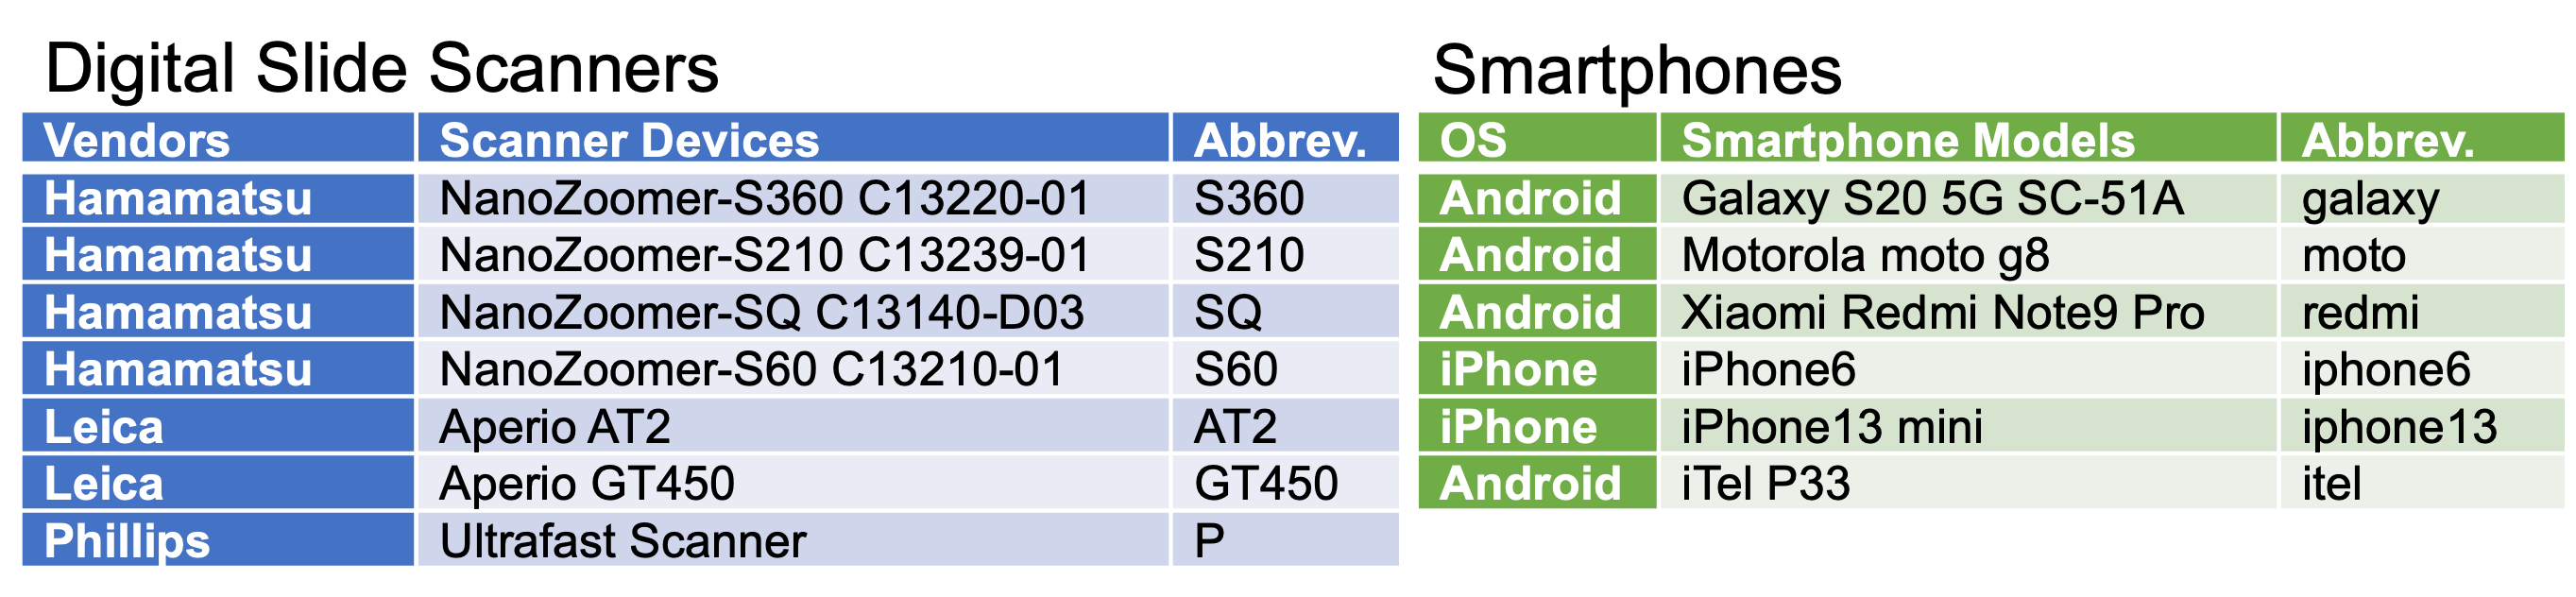 Digital Slide Scanners
Vendors Scanner Devices Abbrev.
Hamamatsu NanoZoomer-S360 C13220-01 S360
Hamamatsu NanoZoomer-S210 C13239-01 S210
Hamamatsu NanoZoomer-SQ C13140-D03 SQ
Hamamatsu NanoZoomer-S60 C13210-01 S60
Leica Aperio AT2 AT2
Leica Aperio GT450 GT450
Phillips Ultrafast Scanner P
Smartphones
OS Smartphone Models Abbrev.
Android Galaxy S20 5G SC-51A galaxy
Android Motorola moto g8 moto
Android Xiaomi Redmi Note9 Pro redmi
iPhone iPhone6 iphone6
iPhone iPhone13 mini iphone13
Android iTel P33 itel